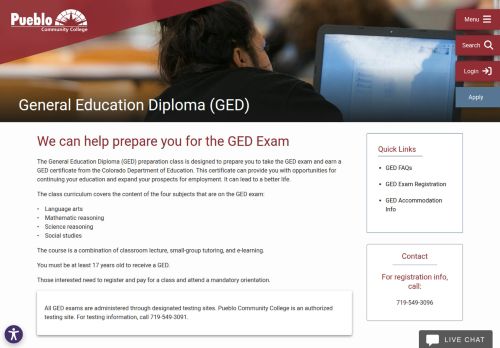 Pueblo
Community College
Menu
Search
Login
Apply
General Education Diploma (GED)
We can help prepare you for the GED Exam
The General Education Diploma (GED) preparation class is designed to prepare you to take the GED exam and earn a
GED certificate from the Colorado Department of Education. This certificate can provide you with opportunities for
continuing your education and expand your prospects for employment. It can lead to a better life.
The class curriculum covers the content of the four subjects that are on the GED exam:
• Language arts
• Mathematic reasoning
• Science reasoning
• Social studies
The course is a combination of classroom lecture, small-group tutoring, and e-learning.
You must be at least 17 years old to receive a GED.
Those interested need to register and pay for a class and attend a mandatory orientation.
All GED exams are administered through designated testing sites. Pueblo Community College is an authorized
testing site. For testing information, call 719-549-3091.
Quick Links
• GED FAQs
• GED Exam Registration
• GED Accommodation
Info
Contact
For registration info,
call:
719-549-3096
LIVE CHAT